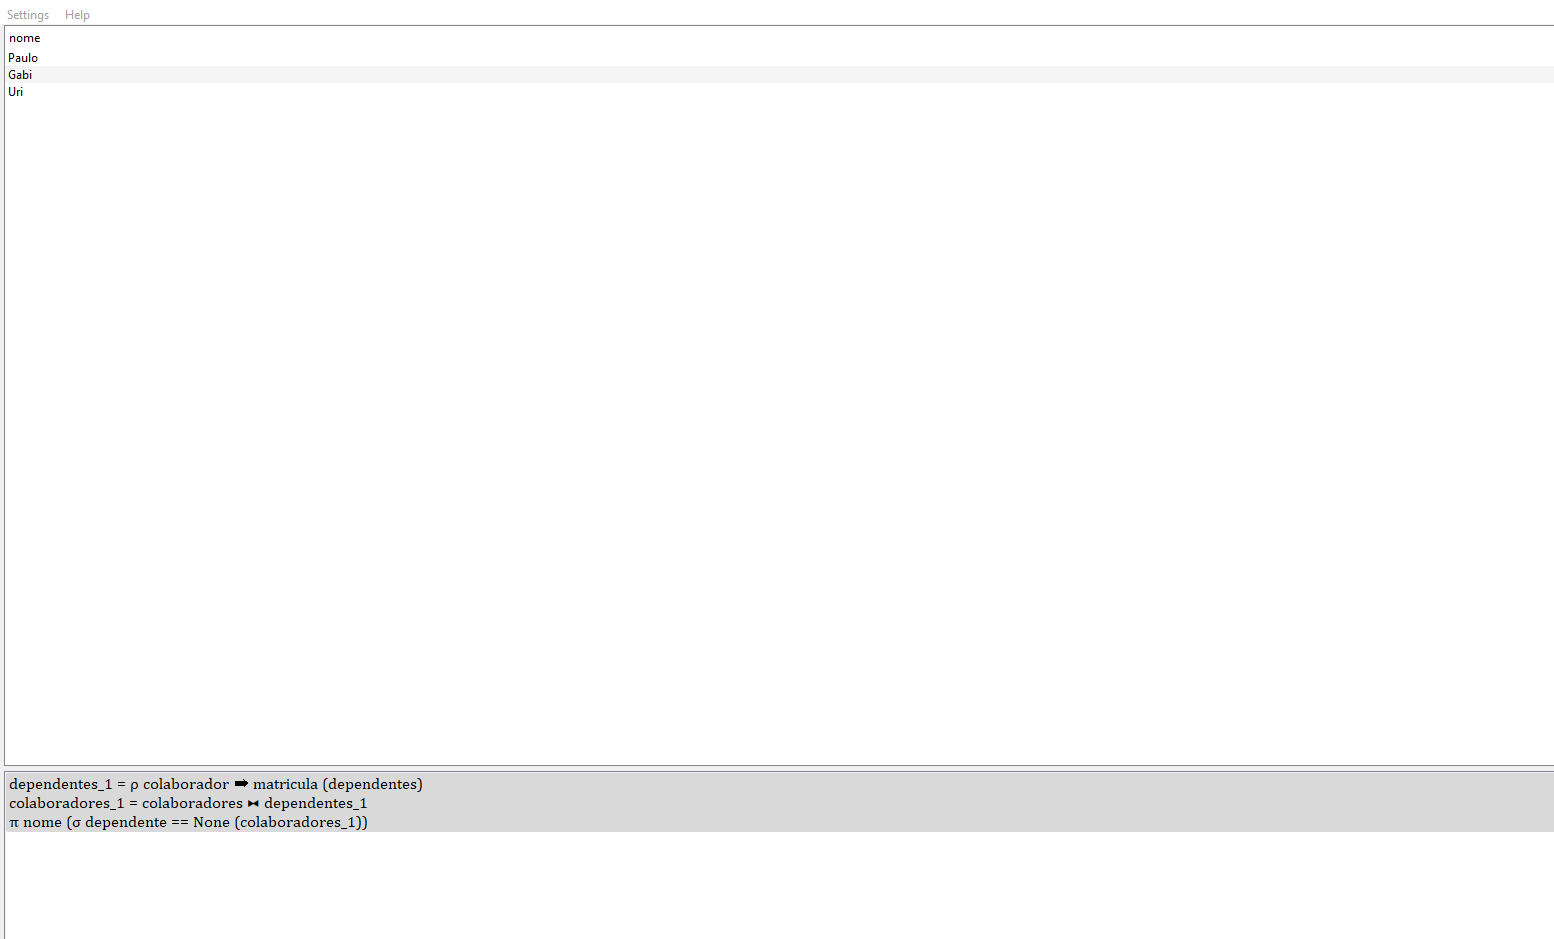 Settings Help
nome
Paulo
Gabi
Uri
dependentes_1 = ρ colaborador ➡ matricula (dependentes)
colaboradores_1 = colaboradores ⧓ dependentes_1
π nome (σ dependente == None (colaboradores_1))